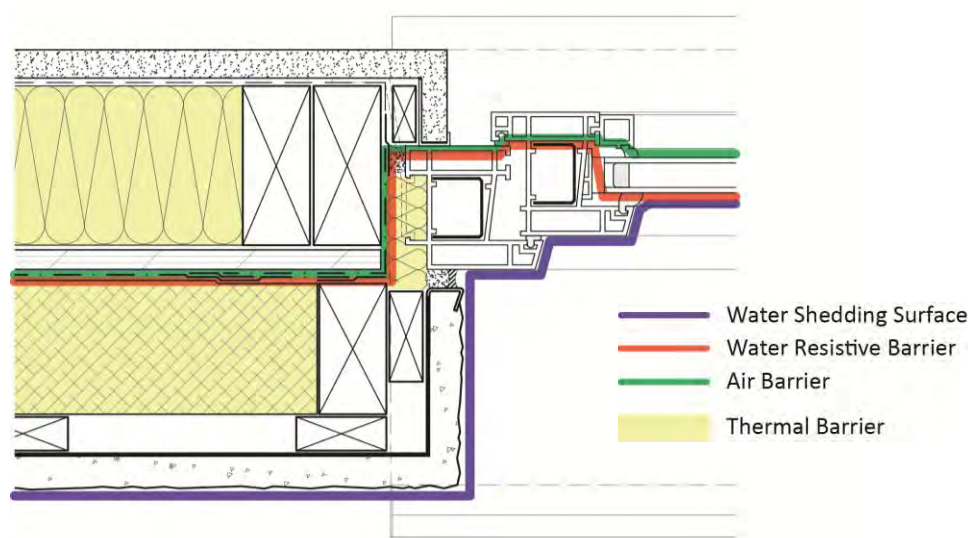 Water Shedding Surface
Water Resistive Barrier
Air Barrier
Thermal Barrier